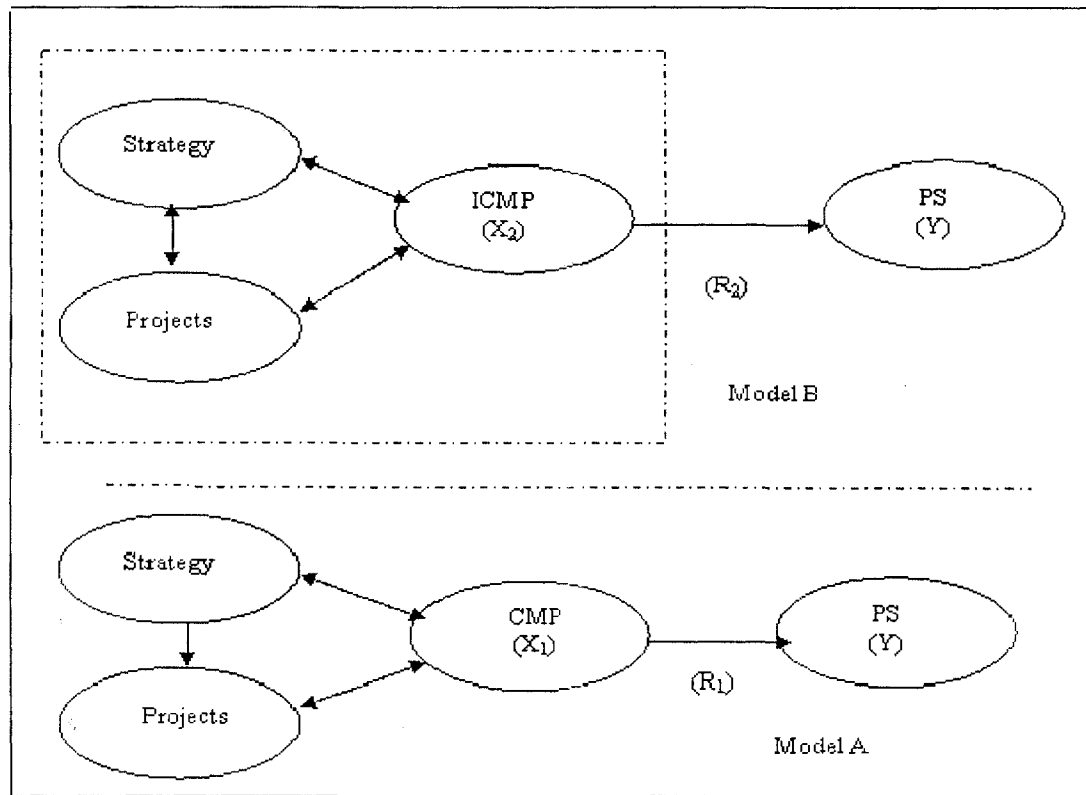 Strategy
ICMP
(X₂)
PS
(Y)
(R₂)
Projects
Model B
Strategy
CMP
(X₁)
PS
(Y)
(R₁)
Projects
Model A